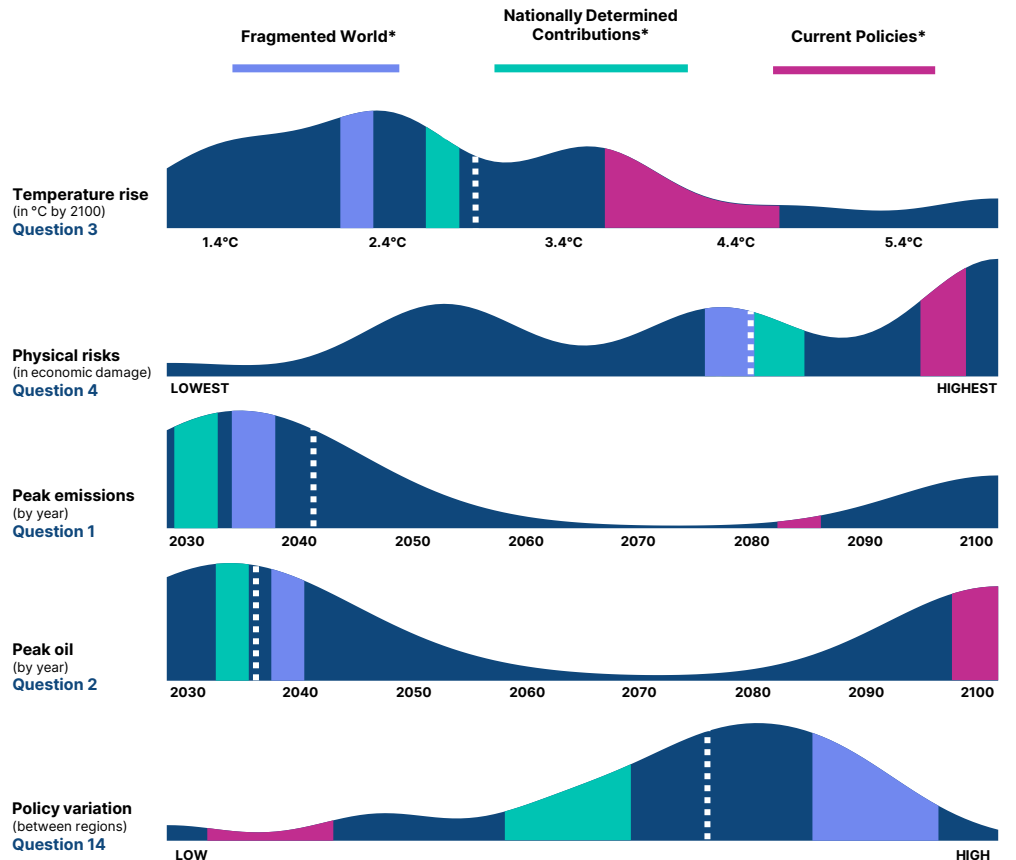 Fragmented World*
Nationally Determined
Contributions*
Current Policies*
Temperature rise
(in °C by 2100)
Question 3
1.4°C 2.4°C 3.4°C 4.4°C 5.4°C
Physical risks
(in economic damage)
Question 4
LOWEST HIGHEST
Peak emissions
(by year)
Question 1
2030 2040 2050 2060 2070 2080 2090 2100
Peak oil
(by year)
Question 2
2030 2040 2050 2060 2070 2080 2090 2100
Policy variation
(between regions)
Question 14
LOW HIGH